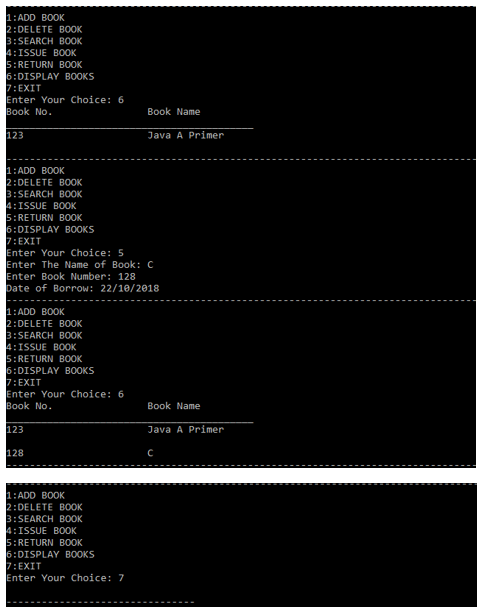 1:ADD BOOK
2:DELETE BOOK
3:SEARCH BOOK
4:ISSUE BOOK
5:RETURN BOOK
6:DISPLAY BOOKS
7:EXIT
Enter Your Choice: 6
Book No. Book Name
123 Java A Primer
1:ADD BOOK
2:DELETE BOOK
3:SEARCH BOOK
4:ISSUE BOOK
5:RETURN BOOK
6:DISPLAY BOOKS
7:EXIT
Enter Your Choice: 5
Enter The Name of Book: C
Enter Book Number: 128
Date of Borrow: 22/10/2018
1:ADD BOOK
2:DELETE BOOK
3:SEARCH BOOK
4:ISSUE BOOK
5:RETURN BOOK
6:DISPLAY BOOKS
7:EXIT
Enter Your Choice: 6
Book No. Book Name
123 Java A Primer
128 C
1:ADD BOOK
2:DELETE BOOK
3:SEARCH BOOK
4:ISSUE BOOK
5:RETURN BOOK
6:DISPLAY BOOKS
7:EXIT
Enter Your Choice: 7